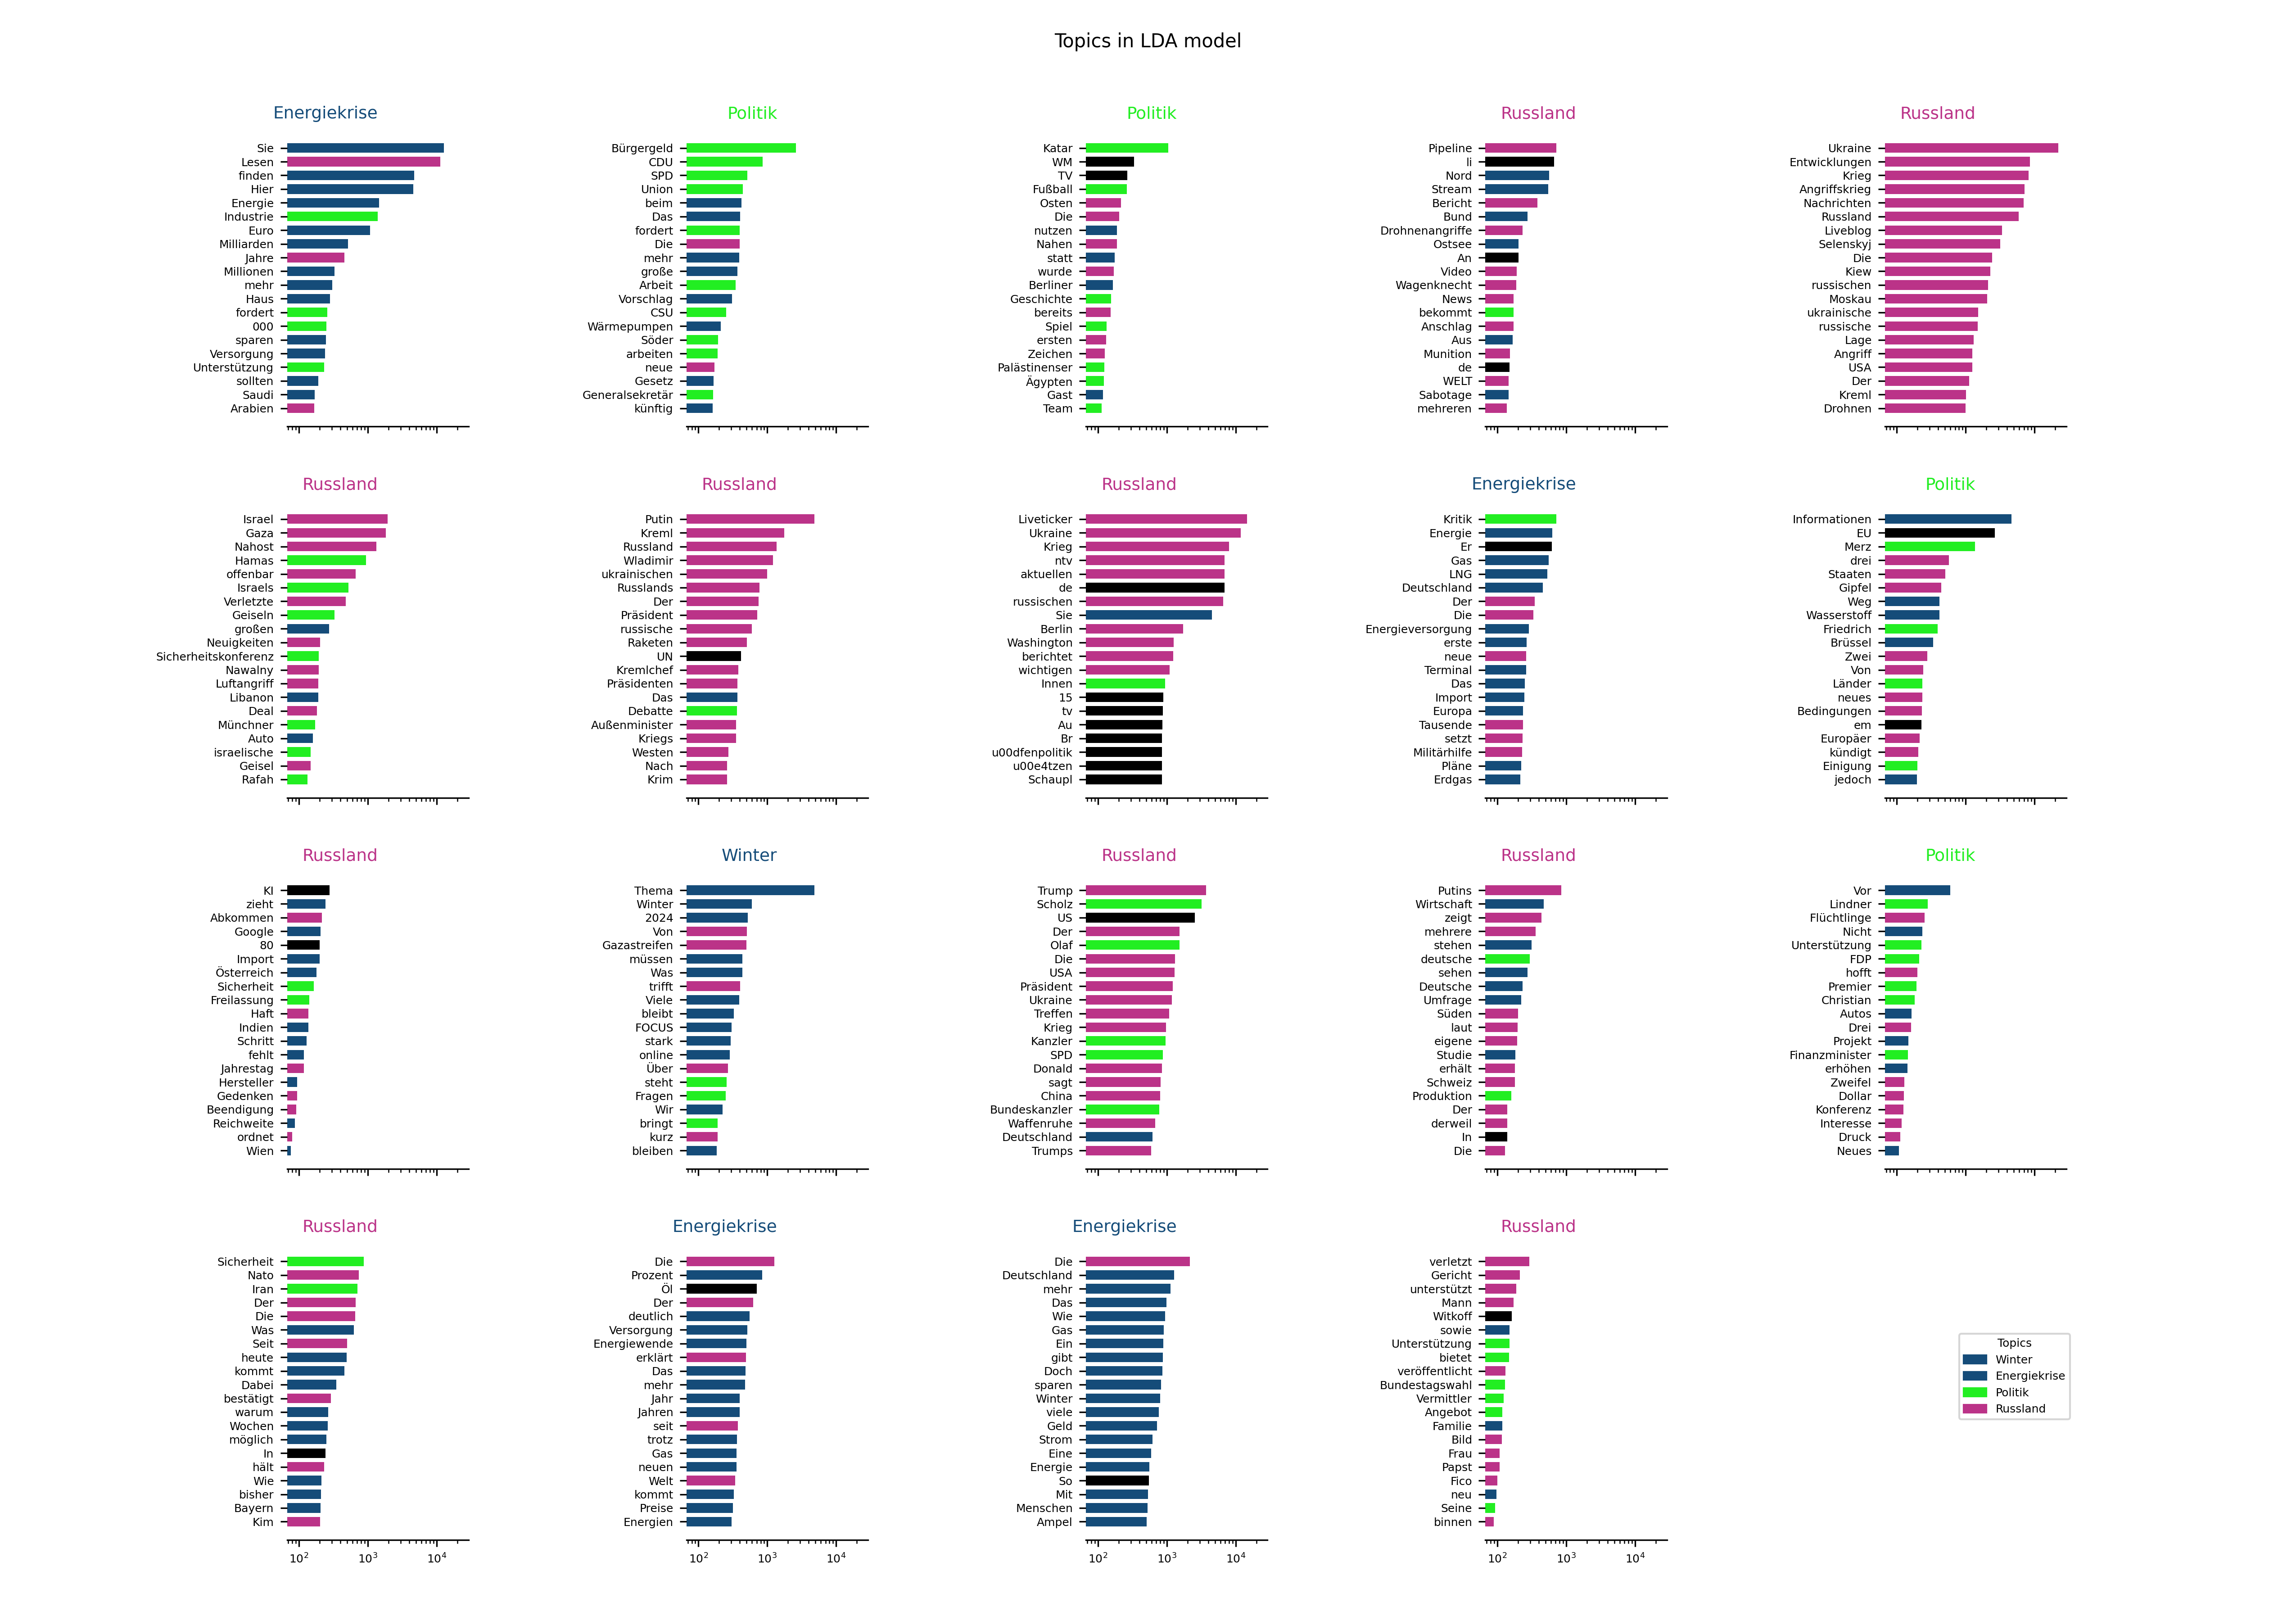 Topics in LDA model
Energiekrise
Sie
Lesen
finden
Hier
Energie
Industrie
Euro
Milliarden
Jahre
Millionen
mehr
Haus
fordert
000
sparen
Versorgung
Unterstützung
sollten
Saudi
Arabien
Politik
Bürgergeld
CDU
SPD
Union
beim
Das
fordert
Die
mehr
große
Arbeit
Vorschlag
CSU
Wärmepumpen
Söder
arbeiten
neue
Gesetz
Generalsekretär
künftig
Politik
Katar
WM
TV
Fußball
Osten
Die
nutzen
Nahen
statt
wurde
Berliner
Geschichte
bereits
Spiel
ersten
Zeichen
Palästinenser
Ägypten
Gast
Team
Russland
Pipeline
li
Nord
Stream
Bericht
Bund
Drohnenangriffe
Ostsee
An
Video
Wagenknecht
News
bekommt
Anschlag
Aus
Munition
de
WELT
Sabotage
mehreren
Russland
Ukraine
Entwicklungen
Krieg
Angriffskrieg
Nachrichten
Russland
Liveblog
Selenskyj
Die
Kiew
russischen
Moskau
ukrainische
russische
Lage
Angriff
USA
Der
Kreml
Drohnen
Russland
Israel
Gaza
Nahost
Hamas
offenbar
Israels
Verletzte
Geiseln
großen
Neuigkeiten
Sicherheitskonferenz
Nawalny
Luftangriff
Libanon
Deal
Münchner
Auto
israelische
Geisel
Rafah
Russland
Putin
Kreml
Russland
Wladimir
ukrainischen
Russlands
Der
Präsident
russische
Raketen
UN
Kremlchef
Präsidenten
Das
Debatte
Außenminister
Kriegs
Westen
Nach
Krim
Russland
Liveticker
Ukraine
Krieg
ntv
aktuellen
de
russischen
Sie
Berlin
Washington
berichtet
wichtigen
Innen
15
tv
Au
Br
u00dfenpolitik
u00e4tzen
Schaupl
Energiekrise
Kritik
Energie
Er
Gas
LNG
Deutschland
Der
Die
Energieversorgung
erste
neue
Terminal
Das
Import
Europa
Tausende
setzt
Militärhilfe
Pläne
Erdgas
Politik
Informationen
EU
Merz
drei
Staaten
Gipfel
Weg
Wasserstoff
Friedrich
Brüssel
Zwei
Von
Länder
neues
Bedingungen
em
Europäer
kündigt
Einigung
jedoch
Russland
KI
zieht
Abkommen
Google
80
Import
Österreich
Sicherheit
Freilassung
Haft
Indien
Schritt
fehlt
Jahrestag
Hersteller
Gedenken
Beendigung
Reichweite
ordnet
Wien
Winter
Thema
Winter
2024
Von
Gazastreifen
müssen
Was
trifft
Viele
bleibt
FOCUS
stark
online
Über
steht
Fragen
Wir
bringt
kurz
bleiben
Russland
Trump
Scholz
US
Der
Olaf
Die
USA
Präsident
Ukraine
Treffen
Krieg
Kanzler
SPD
Donald
sagt
China
Bundeskanzler
Waffenruhe
Deutschland
Trumps
Russland
Putins
Wirtschaft
zeigt
mehrere
stehen
deutsche
sehen
Deutsche
Umfrage
Süden
laut
eigene
Studie
erhält
Schweiz
Produktion
Der
derweil
In
Die
Politik
Vor
Lindner
Flüchtlinge
Nicht
Unterstützung
FDP
hofft
Premier
Christian
Autos
Drei
Projekt
Finanzminister
erhöhen
Zweifel
Dollar
Konferenz
Interesse
Druck
Neues
Russland
Sicherheit
Nato
Iran
Der
Die
Was
Seit
heute
kommt
Dabei
bestätigt
warum
Wochen
möglich
In
hält
Wie
bisher
Bayern
Kim
10² 10³ 10⁴
Energiekrise
Die
Prozent
Öl
Der
deutlich
Versorgung
Energiewende
erklärt
Das
mehr
Jahr
Jahren
seit
trotz
Gas
neuen
Welt
kommt
Preise
Energien
10² 10³ 10⁴
Energiekrise
Die
Deutschland
mehr
Das
Wie
Gas
Ein
gibt
Doch
sparen
Winter
viele
Geld
Strom
Eine
Energie
So
Mit
Menschen
Ampel
10² 10³ 10⁴
Russland
verletzt
Gericht
unterstützt
Mann
Witkoff
sowie
Unterstützung
bietet
veröffentlicht
Bundestagswahl
Vermittler
Angebot
Familie
Bild
Frau
Papst
Fico
neu
Seine
binnen
10² 10³ 10⁴
Topics
Winter
Energiekrise
Politik
Russland